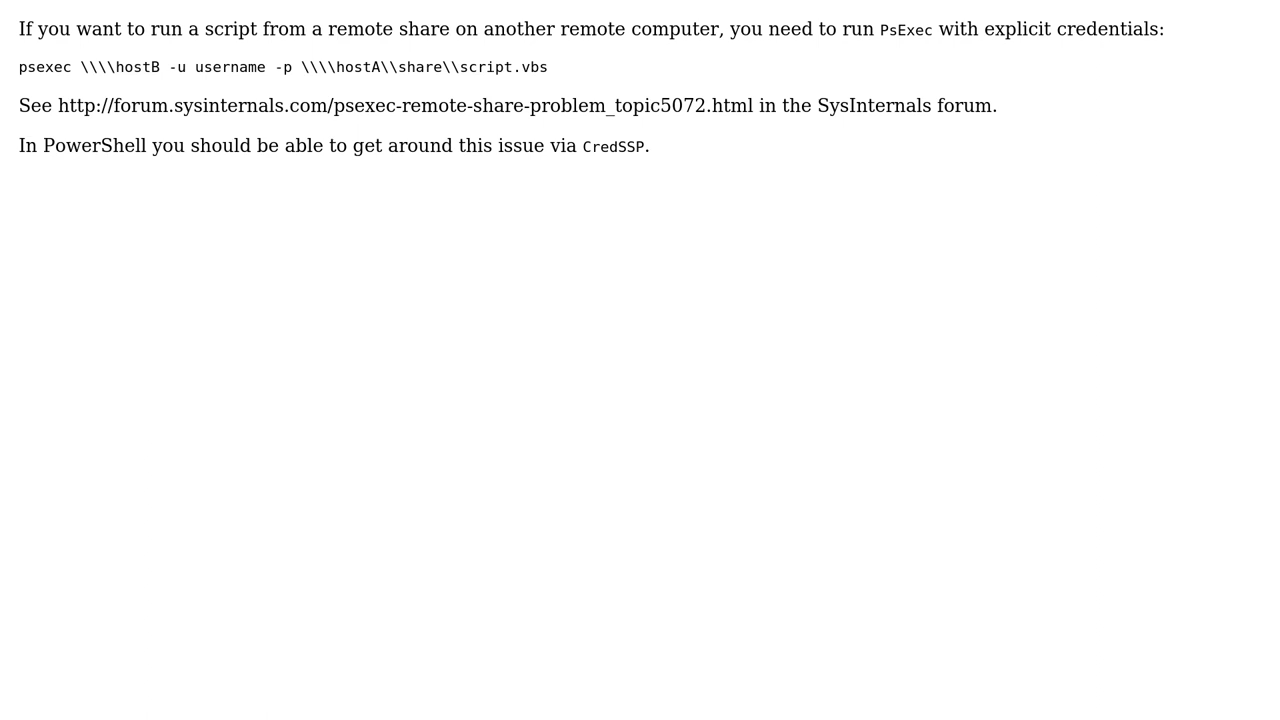 If you want to run a script from a remote share on another remote computer, you need to run PsExec with explicit credentials:
psexec \\\\hostB -u username -p \\\\hostA\\share\\script.vbs
See http://forum.sysinternals.com/psexec-remote-share-problem_topic5072.html in the SysInternals forum.
In PowerShell you should be able to get around this issue via CredSSP.